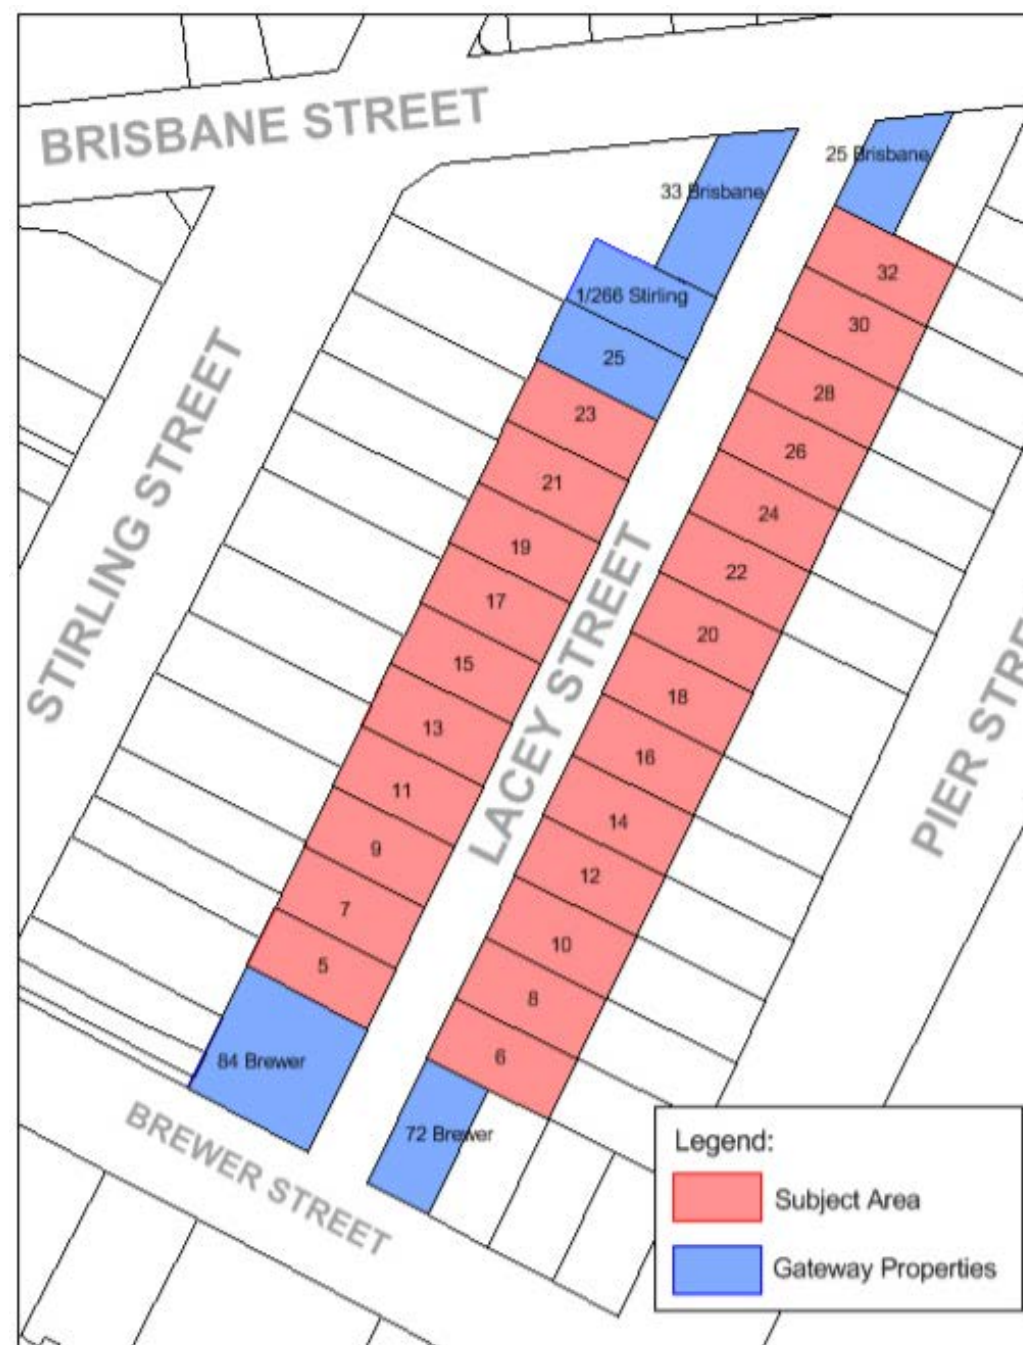 BRISBANE STREET
25 Brisbane
33 Brisbane
32
1/266 Stirling
30
25
28
23
26
21
24
19
22
17
20
15
18
13
16
11
14
9
12
7
10
5
8
6
STIRLING STREET
LACEY STREET
PIER STRE
84 Brewer
72 Brewer
BREWER STREET
Legend:
Subject Area
Gateway Properties